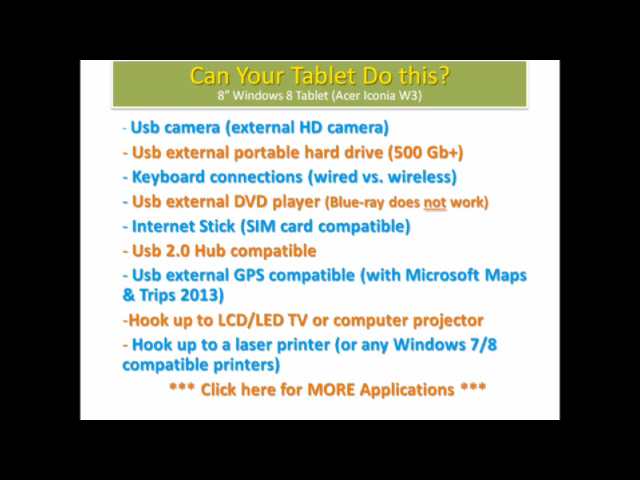 Can Your Tablet Do this?
8" Windows 8 Tablet (Acer Iconia W3)
- Usb camera (external HD camera)
- Usb external portable hard drive (500 Gb+)
- Keyboard connections (wired vs. wireless)
- Usb external DVD player (Blue-ray does not work)
- Internet Stick (SIM card compatible)
- Usb 2.0 Hub compatible
- Usb external GPS compatible (with Microsoft Maps
& Trips 2013)
-Hook up to LCD/LED TV or computer projector
- Hook up to a laser printer (or any Windows 7/8
compatible printers)
*** Click here for MORE Applications ***